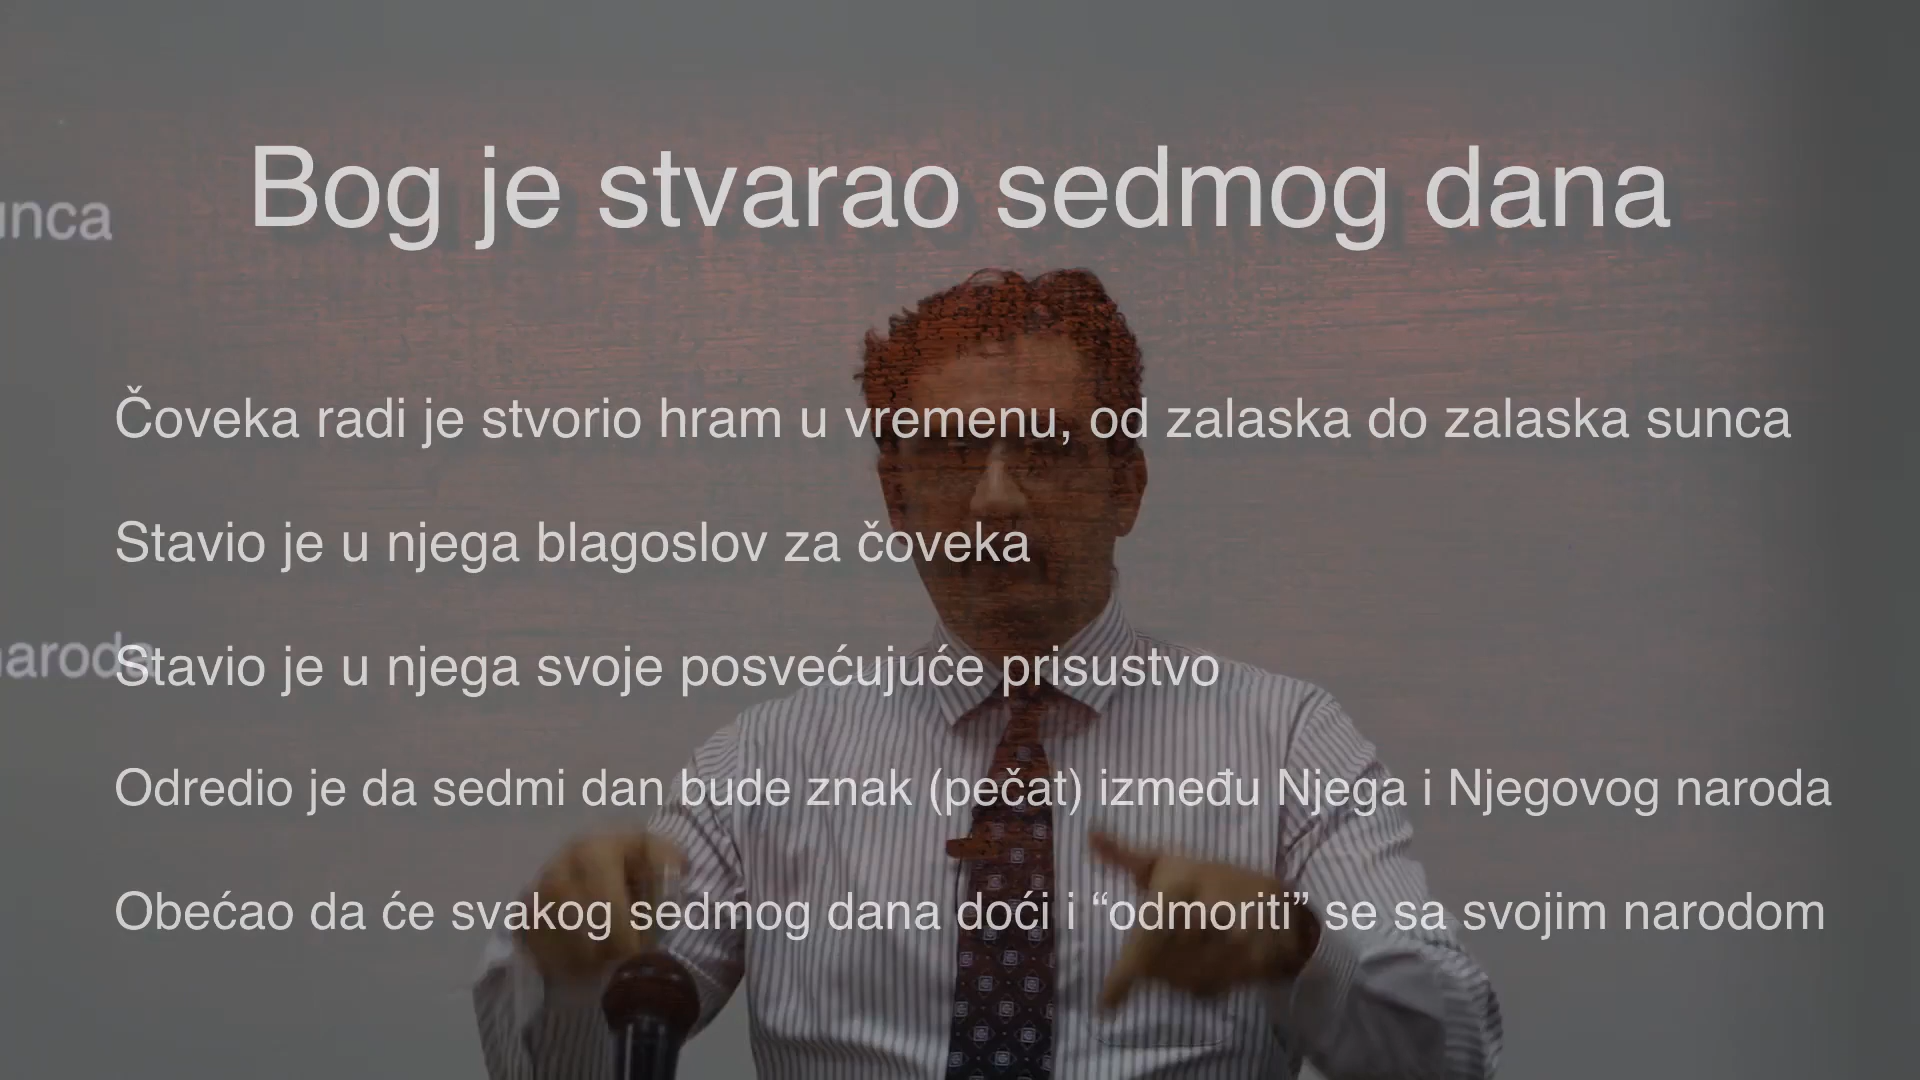 Bog je stvarao sedmog dana
unca
Čoveka radi je stvorio hram u vremenu, od zalaska do zalaska sunca
Stavio je u njega blagoslov za čoveka
naroda
Stavio je u njega svoje posvećujuće prisustvo
Odredio je da sedmi dan bude znak (pečat) između Njega i Njegovog naroda
Obećao da će svakog sedmog dana doći i “odmoriti” se sa svojim narodom